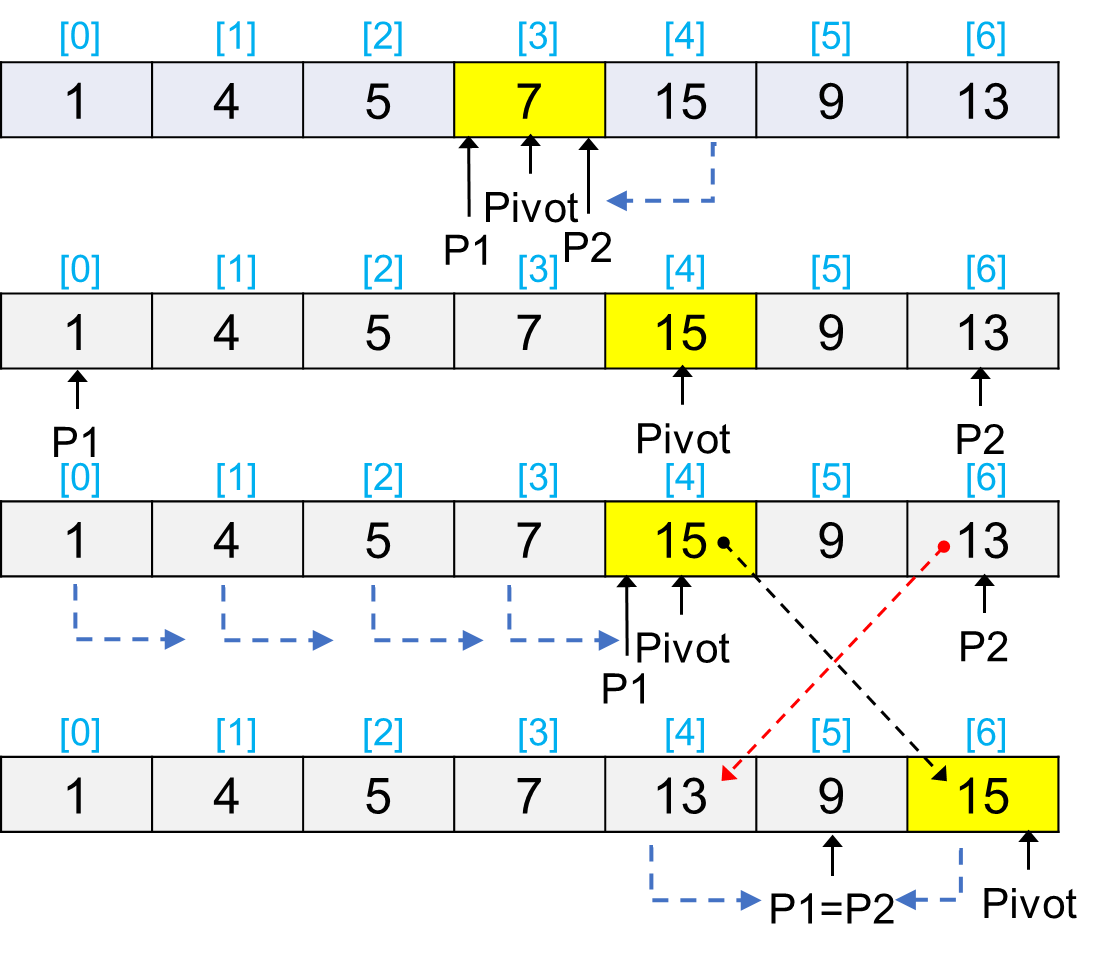 [0] [1] [2] [3] [4] [5] [6]
1 4 5 7 15 9 13
Pivot
P1 P2
[0] [1] [2] [3] [4] [5] [6]
1 4 5 7 15 9 13
P1 Pivot P2
[0] [1] [2] [3] [4] [5] [6]
1 4 5 7 15 9 13
Pivot P2
P1
[0] [1] [2] [3] [4] [5] [6]
1 4 5 7 13 9 15
P1=P2 Pivot